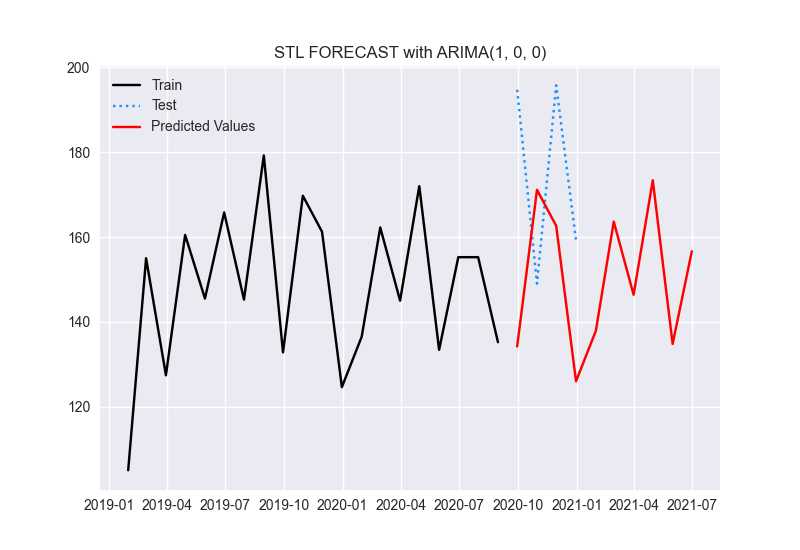 STL FORECAST with ARIMA(1, 0, 0)
200
180
160
140
120
Train
Test
Predicted Values
2019-01 2019-04 2019-07 2019-10 2020-01 2020-04 2020-07 2020-10 2021-01 2021-04 2021-07